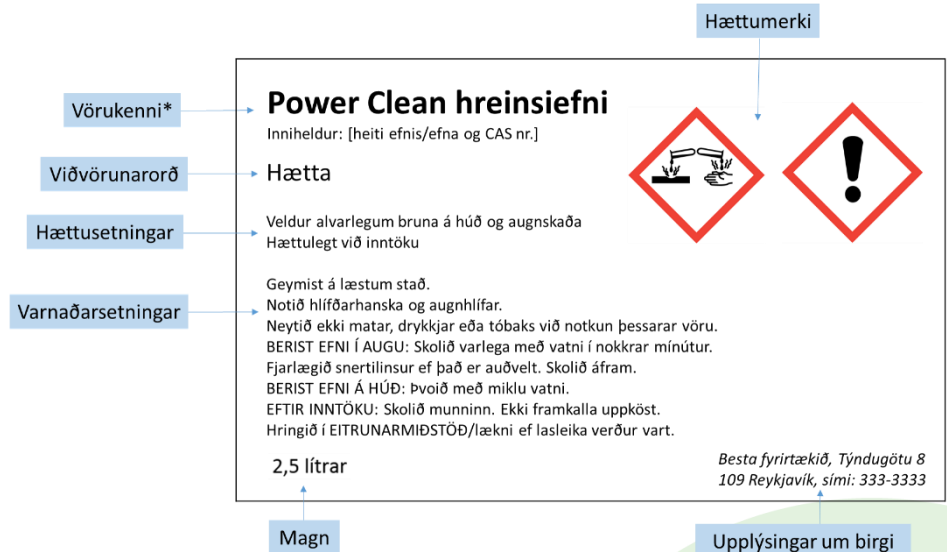 Hættumerki
Vörukenni*
Power Clean hreinsiefni
Inniheldur: [heiti efnis/efna og CAS nr.]
Viðvörunarorð
Hætta
Hættusetningar
Veldur alvarlegum bruna á húð og augnskaða
Hættulegt við inntöku
Varnaðarsetningar
Geymist á læstum stað.
Notið hlífðarhanska og augnhlífar.
Neytið ekki matar, drykkjar eða tóbaks við notkun þessarar vöru.
BERIST EFNI Í AUGU: Skolið varlega með vatni í nokkrar mínútur.
Fjarlægið snertilinsur ef það er auðvelt. Skolið áfram.
BERIST EFNI Á HÚÐ: Þvoið með miklu vatni.
EFTIR INNTÖKU: Skolið munninn. Ekki framkalla uppköst.
Hringið í EITRUNARMIÐSTÖÐ/lækni ef lasleika verður vart.
2,5 lítrar
Besta fyrirtækið, Týndugötu 8
109 Reykjavík, sími: 333-3333
Magn
Upplýsingar um birgi